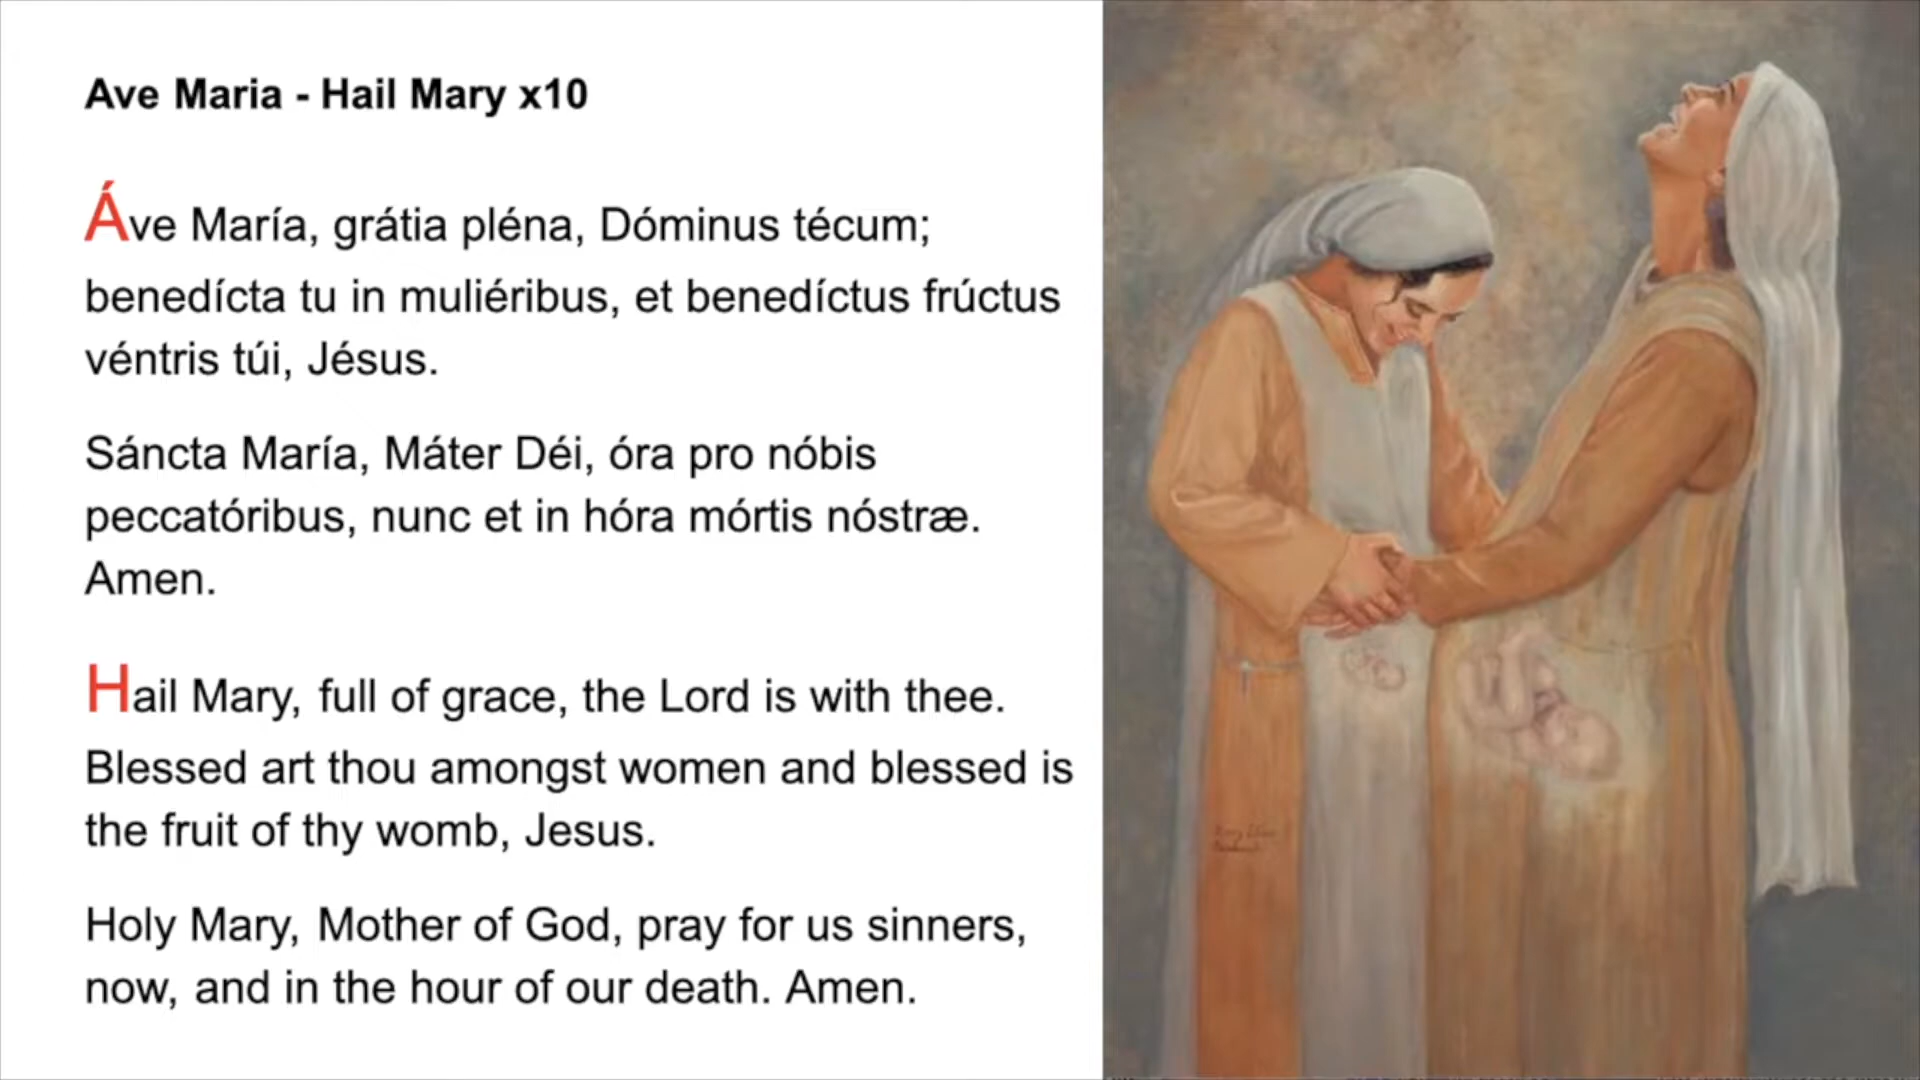 Ave Maria - Hail Mary x10
Áve María, grátia pléna, Dóminus técum;
benedícta tu in muliéribus, et benedíctus frúctus
véntris túi, Jésus.
Sáncta María, Máter Déi, óra pro nóbis
peccatóribus, nunc et in hóra mórtis nóstræ.
Amen.
Hail Mary, full of grace, the Lord is with thee.
Blessed art thou amongst women and blessed is
the fruit of thy womb, Jesus.
Holy Mary, Mother of God, pray for us sinners,
now, and in the hour of our death. Amen.